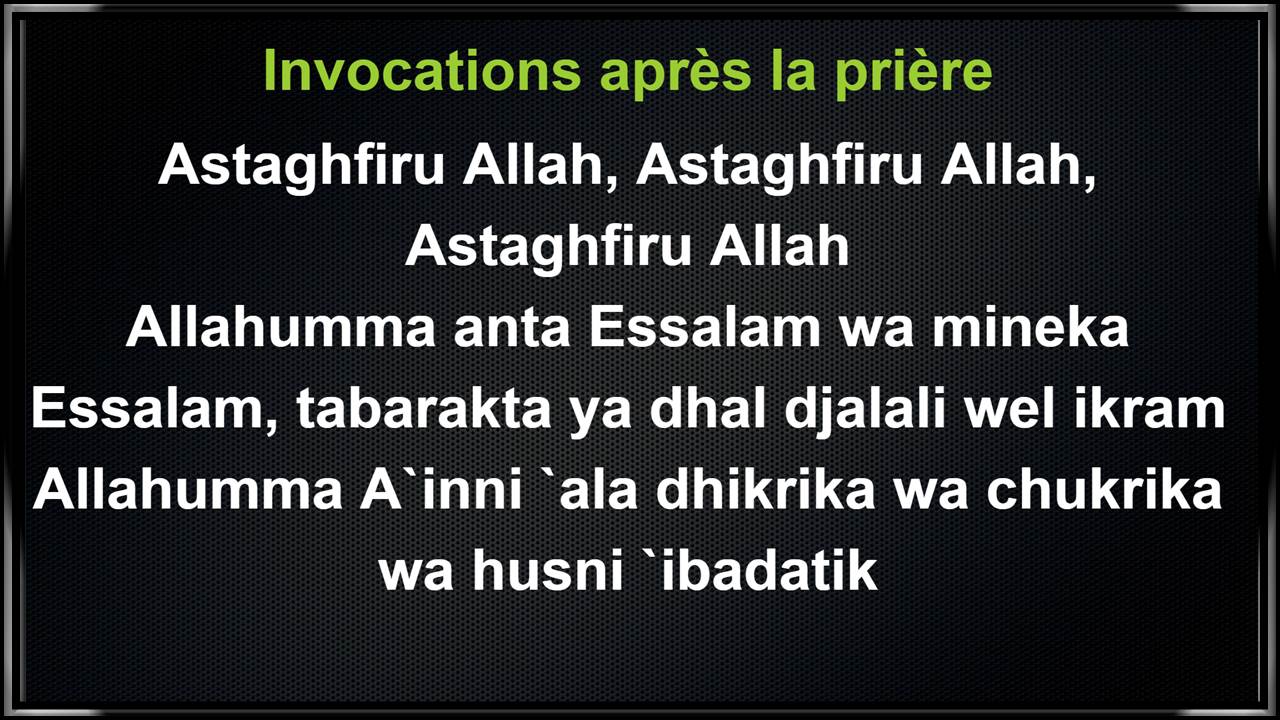 Invocations après la prière
Astaghfiru Allah, Astaghfiru Allah,
Astaghfiru Allah
Allahumma anta Essalam wa mineka
Essalam, tabarakta ya dhal djalali wel ikram
Allahumma A`inni `ala dhikrika wa chukrika
wa husni `ibadatik